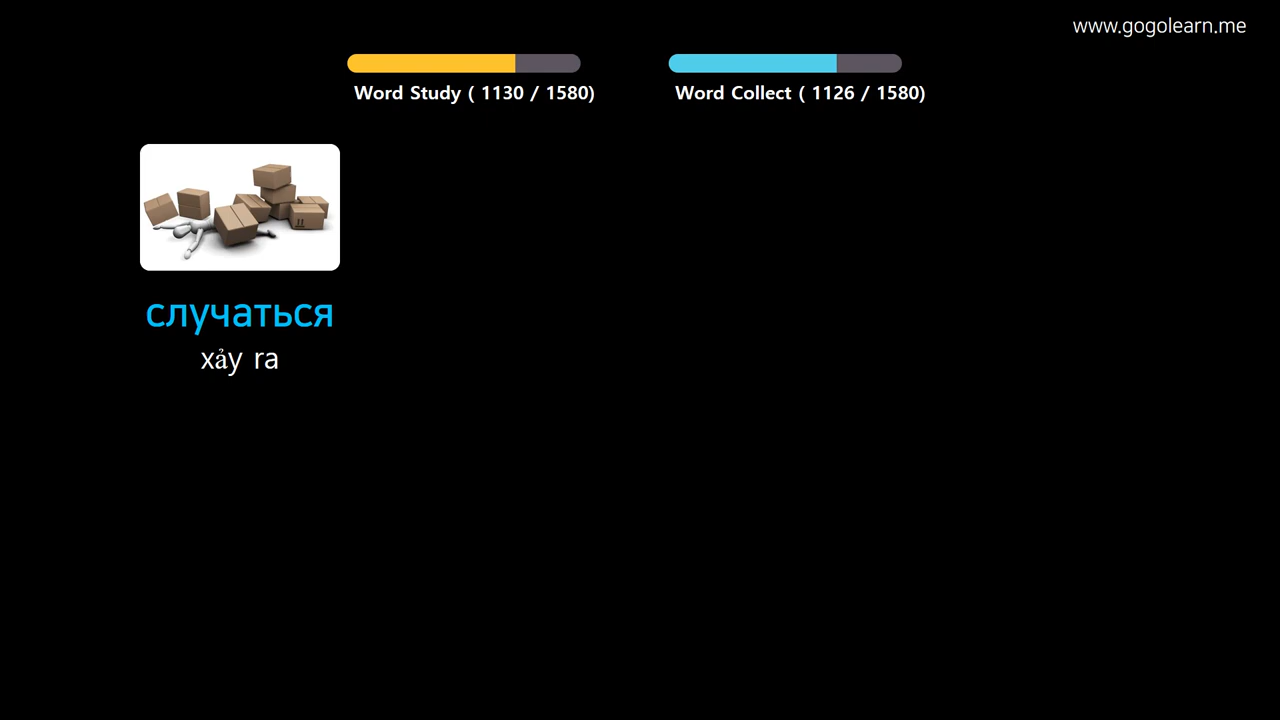 www.gogolearn.me
Word Study ( 1130 / 1580)
Word Collect ( 1126 / 1580)
случаться
xảy ra